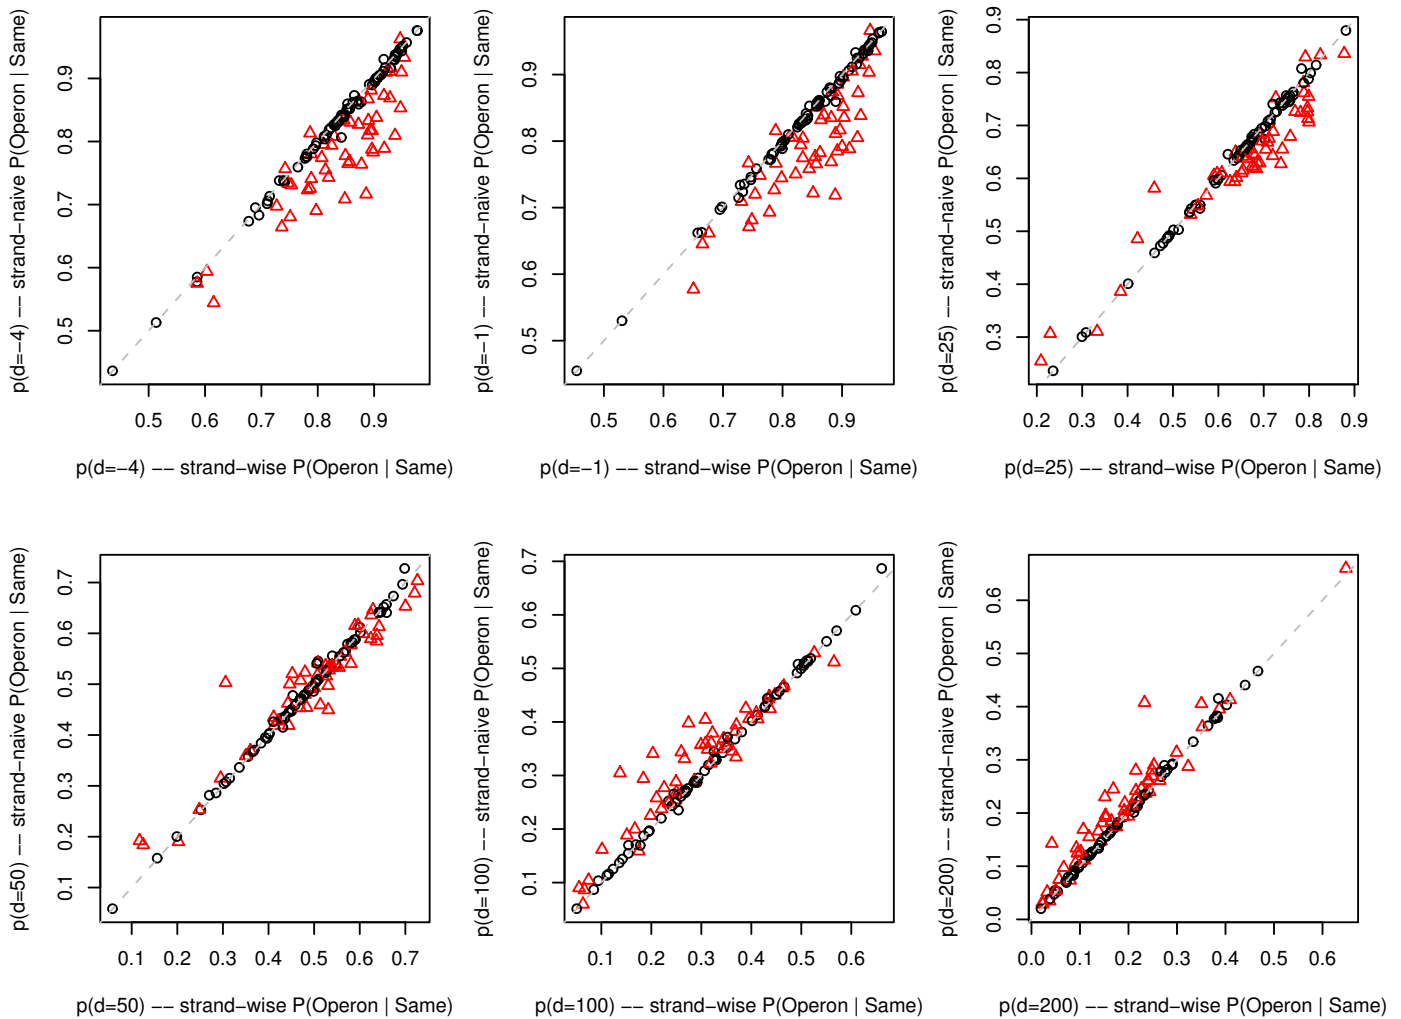 p(d=−4) −− strand−naive P(Operon | Same)
0.5 0.6 0.7 0.8 0.9
0.5 0.6 0.7 0.8 0.9
p(d=−4) −− strand−wise P(Operon | Same)
p(d=−1) −− strand−naive P(Operon | Same)
0.5 0.6 0.7 0.8 0.9
0.5 0.6 0.7 0.8 0.9
p(d=−1) −− strand−wise P(Operon | Same)
p(d=25) −− strand−naive P(Operon | Same)
0.3 0.4 0.5 0.6 0.7 0.8 0.9
0.2 0.3 0.4 0.5 0.6 0.7 0.8 0.9
p(d=25) −− strand−wise P(Operon | Same)
p(d=50) −− strand−naive P(Operon | Same)
0.1 0.2 0.3 0.4 0.5 0.6 0.7
0.1 0.2 0.3 0.4 0.5 0.6 0.7
p(d=50) −− strand−wise P(Operon | Same)
p(d=100) −− strand−naive P(Operon | Same)
0.1 0.2 0.3 0.4 0.5 0.6 0.7
0.1 0.2 0.3 0.4 0.5 0.6
p(d=100) −− strand−wise P(Operon | Same)
p(d=200) −− strand−naive P(Operon | Same)
0.0 0.1 0.2 0.3 0.4 0.5 0.6
0.0 0.1 0.2 0.3 0.4 0.5 0.6
p(d=200) −− strand−wise P(Operon | Same)